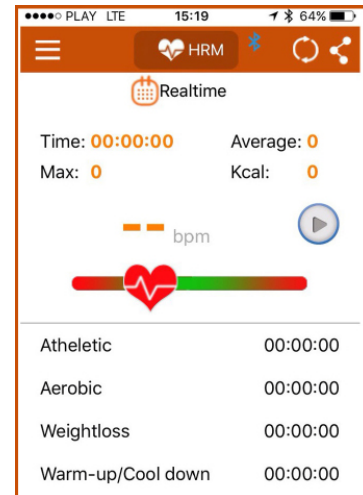 PLAY LTE 15:19 64%
HRM
Realtime
Time: 00:00:00 Average: 0
Max: 0 Kcal: 0
-- bpm
Atheletic 00:00:00
Aerobic 00:00:00
Weightloss 00:00:00
Warm-up/Cool down 00:00:00